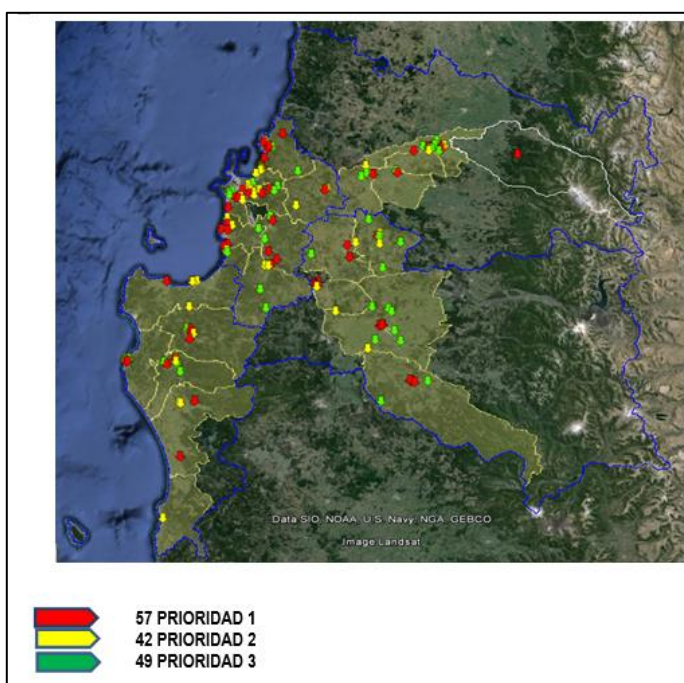 Data SIO, NOAA, U.S. Navy, NGA, GEBCO
Image Landsat
57 PRIORIDAD 1
42 PRIORIDAD 2
49 PRIORIDAD 3